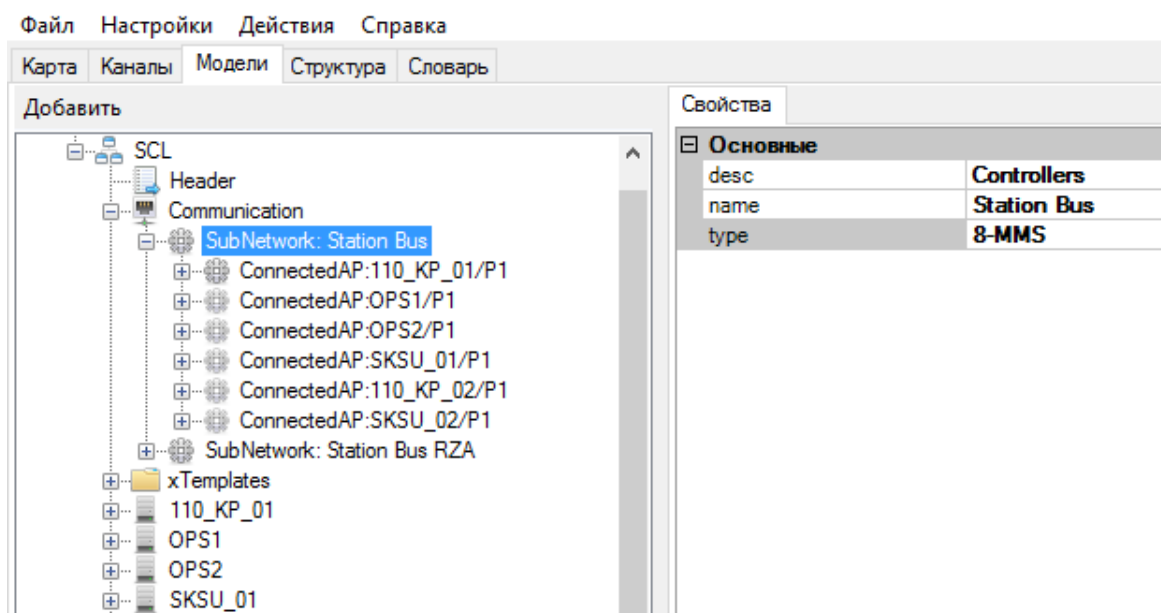 Файл Настройки Действия Справка
Карта Каналы Модели Структура Словарь
Добавить
SCL
Header
Communication
SubNetwork: Station Bus
ConnectedAP:110_KP_01/P1
ConnectedAP:OPS1/P1
ConnectedAP:OPS2/P1
ConnectedAP:SKSU_01/P1
ConnectedAP:110_KP_02/P1
ConnectedAP:SKSU_02/P1
SubNetwork: Station Bus RZA
xTemplates
110_KP_01
OPS1
OPS2
SKSU_01
Свойства
Основные
desc Controllers
name Station Bus
type 8-MMS